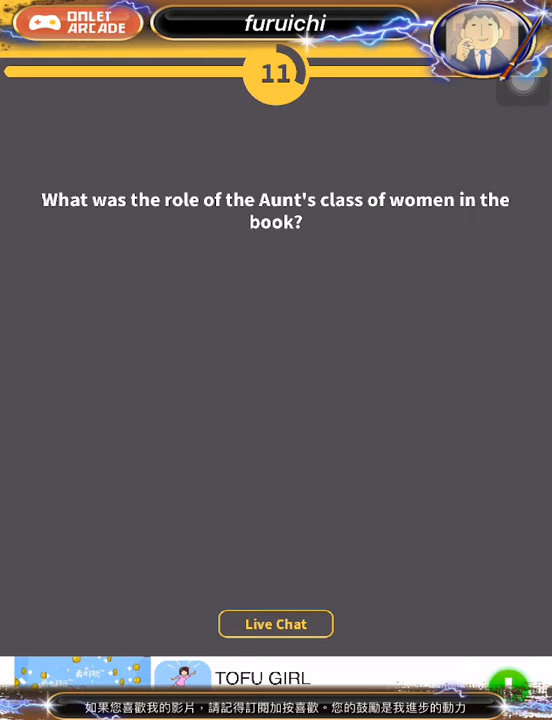 OMLET
ARCADE
furuichi
11
What was the role of the Aunt's class of women in the
book?
Live Chat
TOFU GIRL
如果您喜歡我的影片，請記得訂閱加按喜歡。您的鼓勵是我進步的動力